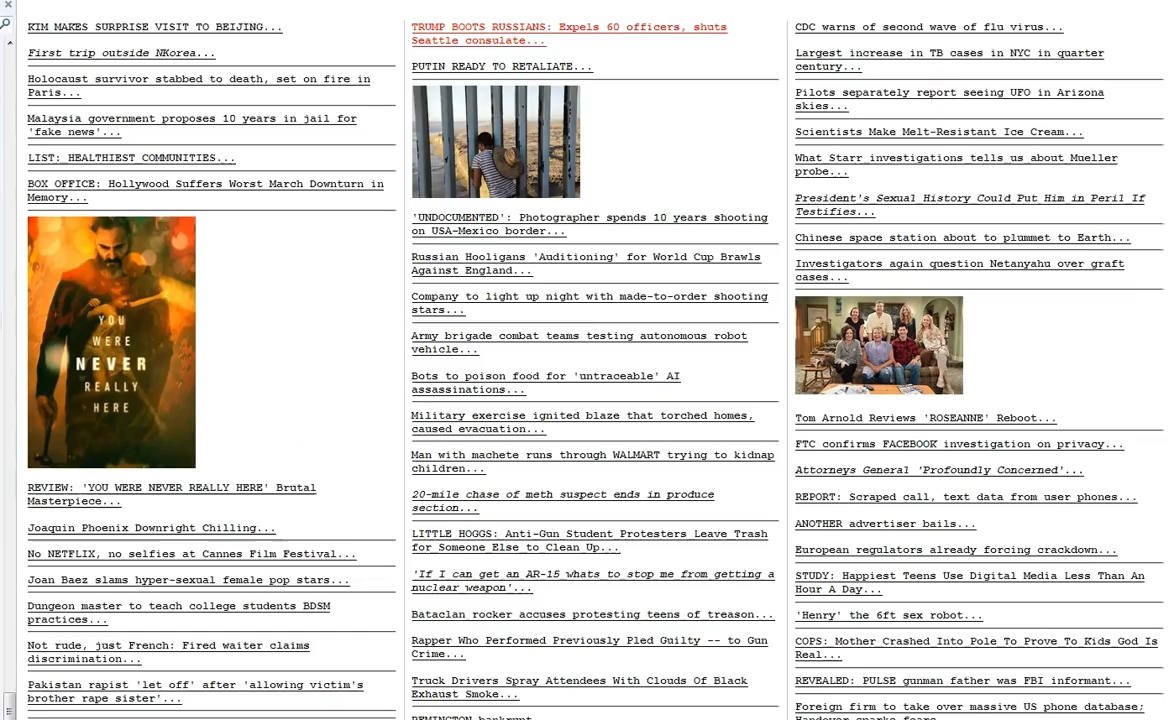 KIM MAKES SURPRISE VISIT TO BEIJING...
First trip outside NKorea...
Holocaust survivor stabbed to death, set on fire in
Paris...
Malaysia government proposes 10 years in jail for
'fake news'...
LIST: HEALTHIEST COMMUNITIES...
BOX OFFICE: Hollywood Suffers Worst March Downturn in
Memory...
YOU
WERE
NEVER
REALLY
HERE
REVIEW: 'YOU WERE NEVER REALLY HERE' Brutal
Masterpiece...
Joaquin Phoenix Downright Chilling...
No NETFLIX, no selfies at Cannes Film Festival...
Joan Baez slams hyper-sexual female pop stars...
Dungeon master to teach college students BDSM
practices...
Not rude, just French: Fired waiter claims
discrimination...
Pakistan rapist 'let off' after 'allowing victim's
brother rape sister'...
TRUMP BOOTS RUSSIANS: Expels 60 officers, shuts
Seattle consulate...
PUTIN READY TO RETALIATE...
'UNDOCUMENTED': Photographer spends 10 years shooting
on USA-Mexico border...
Russian Hooligans 'Auditioning' for World Cup Brawls
Against England...
Company to light up night with made-to-order shooting
stars...
Army brigade combat teams testing autonomous robot
vehicle...
Bots to poison food for 'untraceable' AI
assassinations...
Military exercise ignited blaze that torched homes,
caused evacuation...
Man with machete runs through WALMART trying to kidnap
children...
20-mile chase of meth suspect ends in produce
section...
LITTLE HOGGS: Anti-Gun Student Protesters Leave Trash
for Someone Else to Clean Up...
'If I can get an AR-15 whats to stop me from getting a
nuclear weapon'...
Bataclan rocker accuses protesting teens of treason...
Rapper Who Performed Previously Pled Guilty -- to Gun
Crime...
Truck Drivers Spray Attendees With Clouds Of Black
Exhaust Smoke...
REMINGTON bankrupt
CDC warns of second wave of flu virus...
Largest increase in TB cases in NYC in quarter
century...
Pilots separately report seeing UFO in Arizona
skies...
Scientists Make Melt-Resistant Ice Cream...
What Starr investigations tells us about Mueller
probe...
President's Sexual History Could Put Him in Peril If
Testifies...
Chinese space station about to plummet to Earth...
Investigators again question Netanyahu over graft
cases...
Tom Arnold Reviews 'ROSEANNE' Reboot...
FTC confirms FACEBOOK investigation on privacy...
Attorneys General 'Profoundly Concerned'...
REPORT: Scraped call, text data from user phones...
ANOTHER advertiser bails...
European regulators already forcing crackdown...
STUDY: Happiest Teens Use Digital Media Less Than An
Hour A Day...
'Henry' the 6ft sex robot...
COPS: Mother Crashed Into Pole To Prove To Kids God Is
Real...
REVEALED: PULSE gunman father was FBI informant...
Foreign firm to take over massive US phone database;
Handover sparks fears